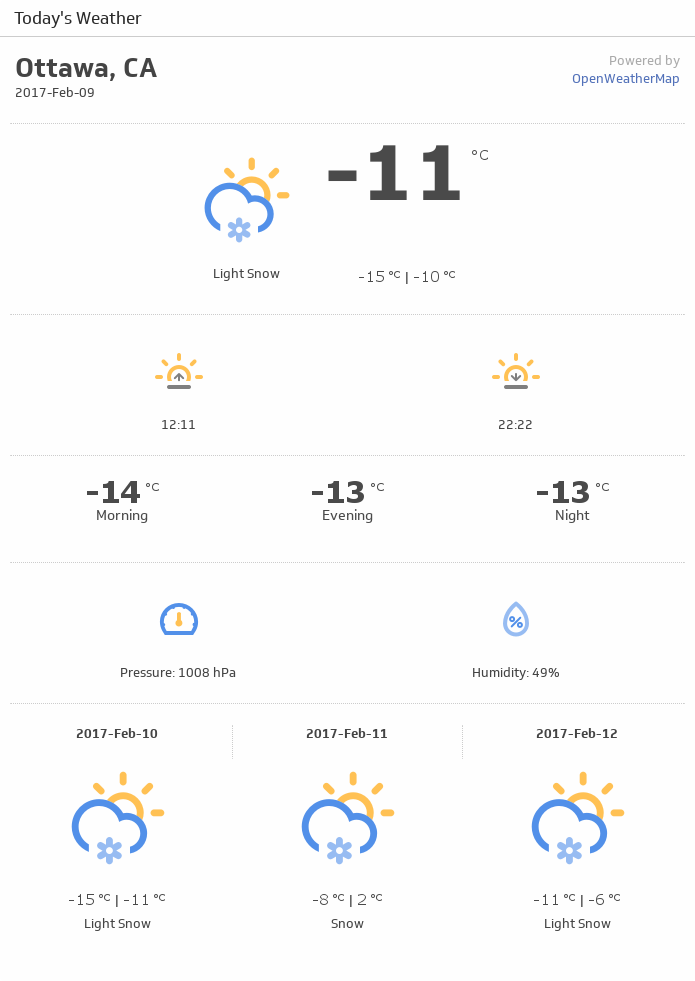 Today's Weather
Ottawa, CA
2017-Feb-09
Powered by
OpenWeatherMap
-11 °C
Light Snow
-15 °C | -10 °C
12:11
22:22
-14 °C
Morning
-13 °C
Evening
-13 °C
Night
%
Pressure: 1008 hPa
Humidity: 49%
2017-Feb-10
2017-Feb-11
2017-Feb-12
-15 °C | -11 °C
-8 °C | 2 °C
-11 °C | -6 °C
Light Snow
Snow
Light Snow